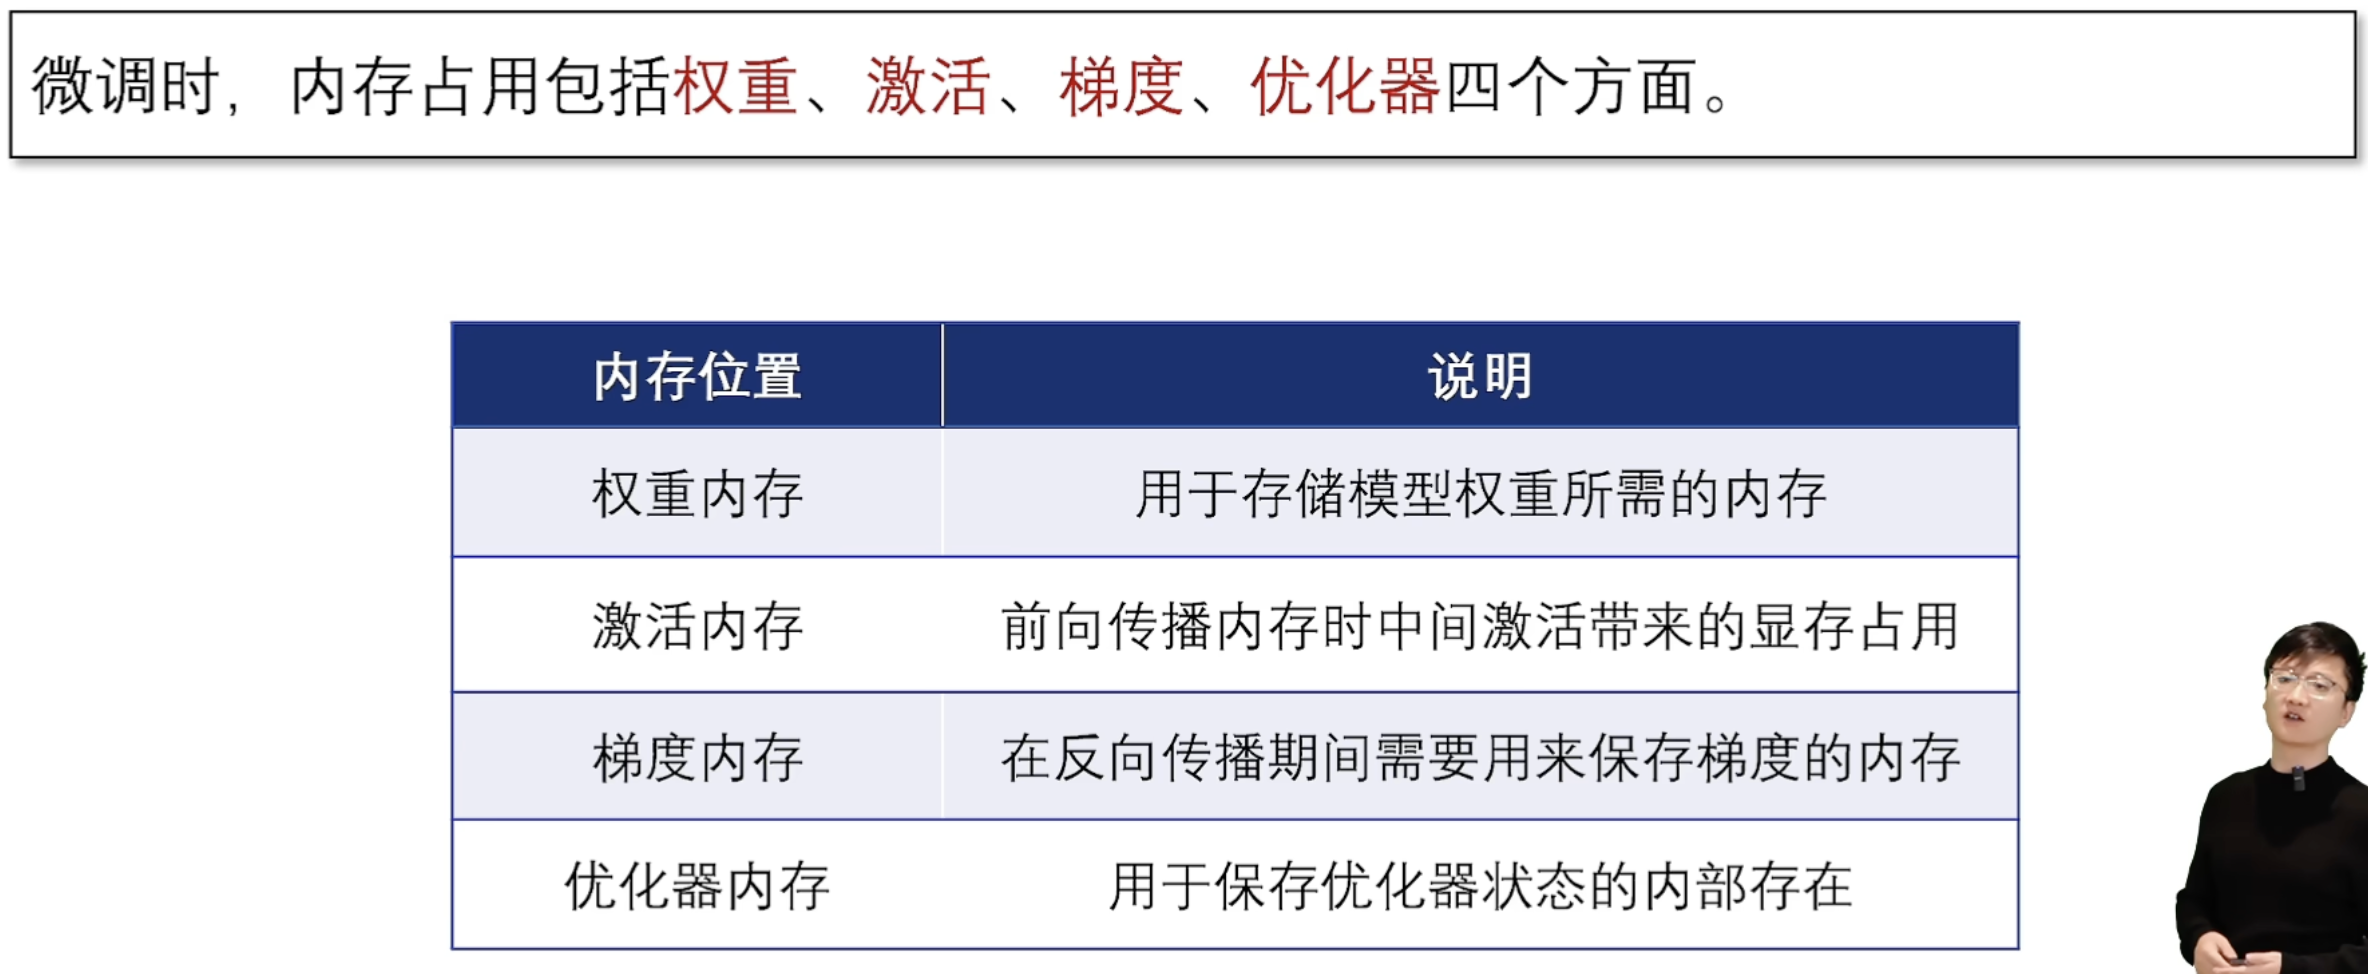 微调时，内存占用包括权重、激活、梯度、优化器四个方面。
内存位置 说明
权重内存 用于存储模型权重所需的内存
激活内存 前向传播内存时中间激活带来的显存占用
梯度内存 在反向传播期间需要用来保存梯度的内存
优化器内存 用于保存优化器状态的内部存在